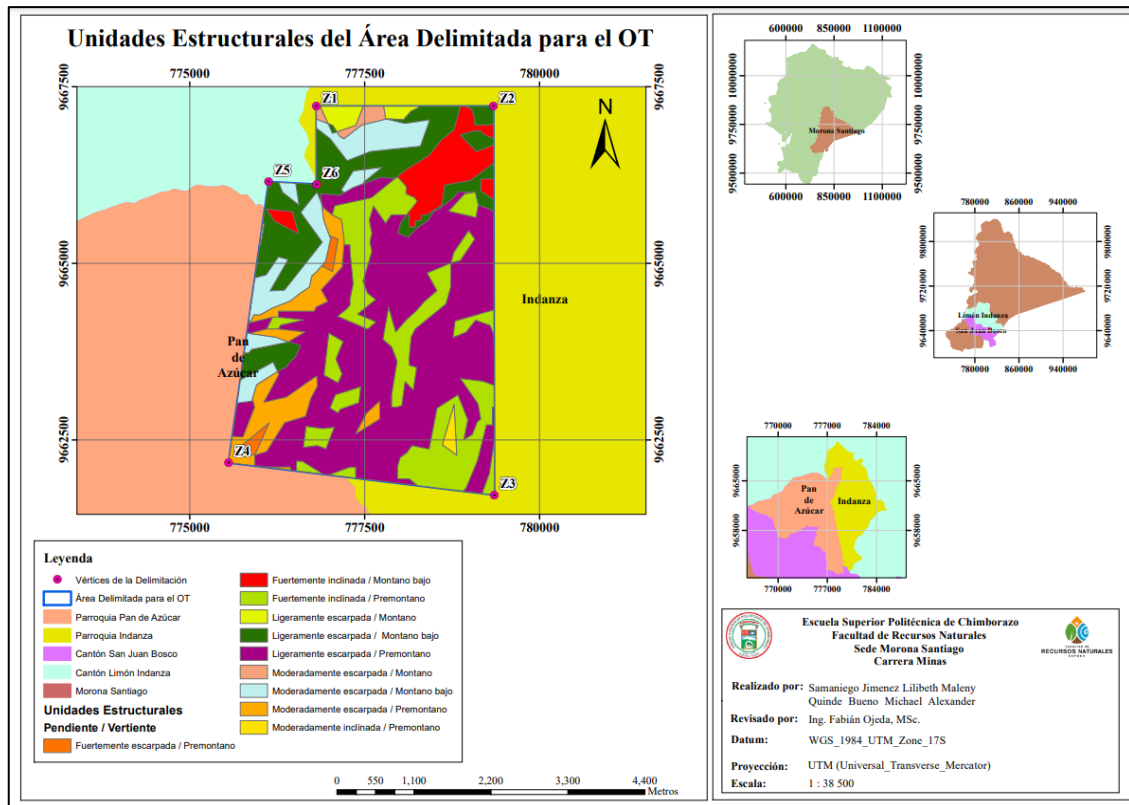 Unidades Estructurales del Área Delimitada para el OT
775000 777500 780000
9667500 9667500
Z1 Z2
N
Z5 Z6
9665000 9665000
Indanza
Pan
de
Azúcar
9662500 9662500
Z4
Z3
775000 777500 780000
Leyenda
Vértices de la Delimitación
Área Delimitada para el OT
Parroquia Pan de Azúcar
Parroquia Indanza
Cantón San Juan Bosco
Cantón Limón Indanza
Morona Santiago
Unidades Estructurales
Pendiente / Vertiente
Fuertemente escarpada / Premontano
Fuertemente inclinada / Montano bajo
Fuertemente inclinada / Premontano
Ligeramente escarpada / Montano
Ligeramente escarpada / Montano bajo
Ligeramente escarpada / Premontano
Moderadamente escarpada / Montano
Moderadamente escarpada / Montano bajo
Moderadamente escarpada / Premontano
Moderadamente inclinada / Premontano
0 550 1,100 2,200 3,300 4,400
Metros
600000 850000 1100000
10000000 10000000
9750000 9750000
9500000 9500000
Morona Santiago
600000 850000 1100000
780000 860000 940000
9800000 9800000
9720000 9720000
9640000 9640000
Limón Indanza
San Juan Bosco
780000 860000 940000
770000 777000 784000
9665000 9665000
9658000 9658000
Pan
de
Azúcar
Indanza
770000 777000 784000
Escuela Superior Politécnica de Chimborazo
Facultad de Recursos Naturales
Sede Morona Santiago
Carrera Minas
RECURSOS NATURALES
Realizado por: Samaniego Jimenez Lilibeth Maleny
Quinde Bueno Michael Alexander
Revisado por: Ing. Fabián Ojeda, MSc.
Datum: WGS_1984_UTM_Zone_17S
Proyección: UTM (Universal_Transverse_Mercator)
Escala: 1 : 38 500